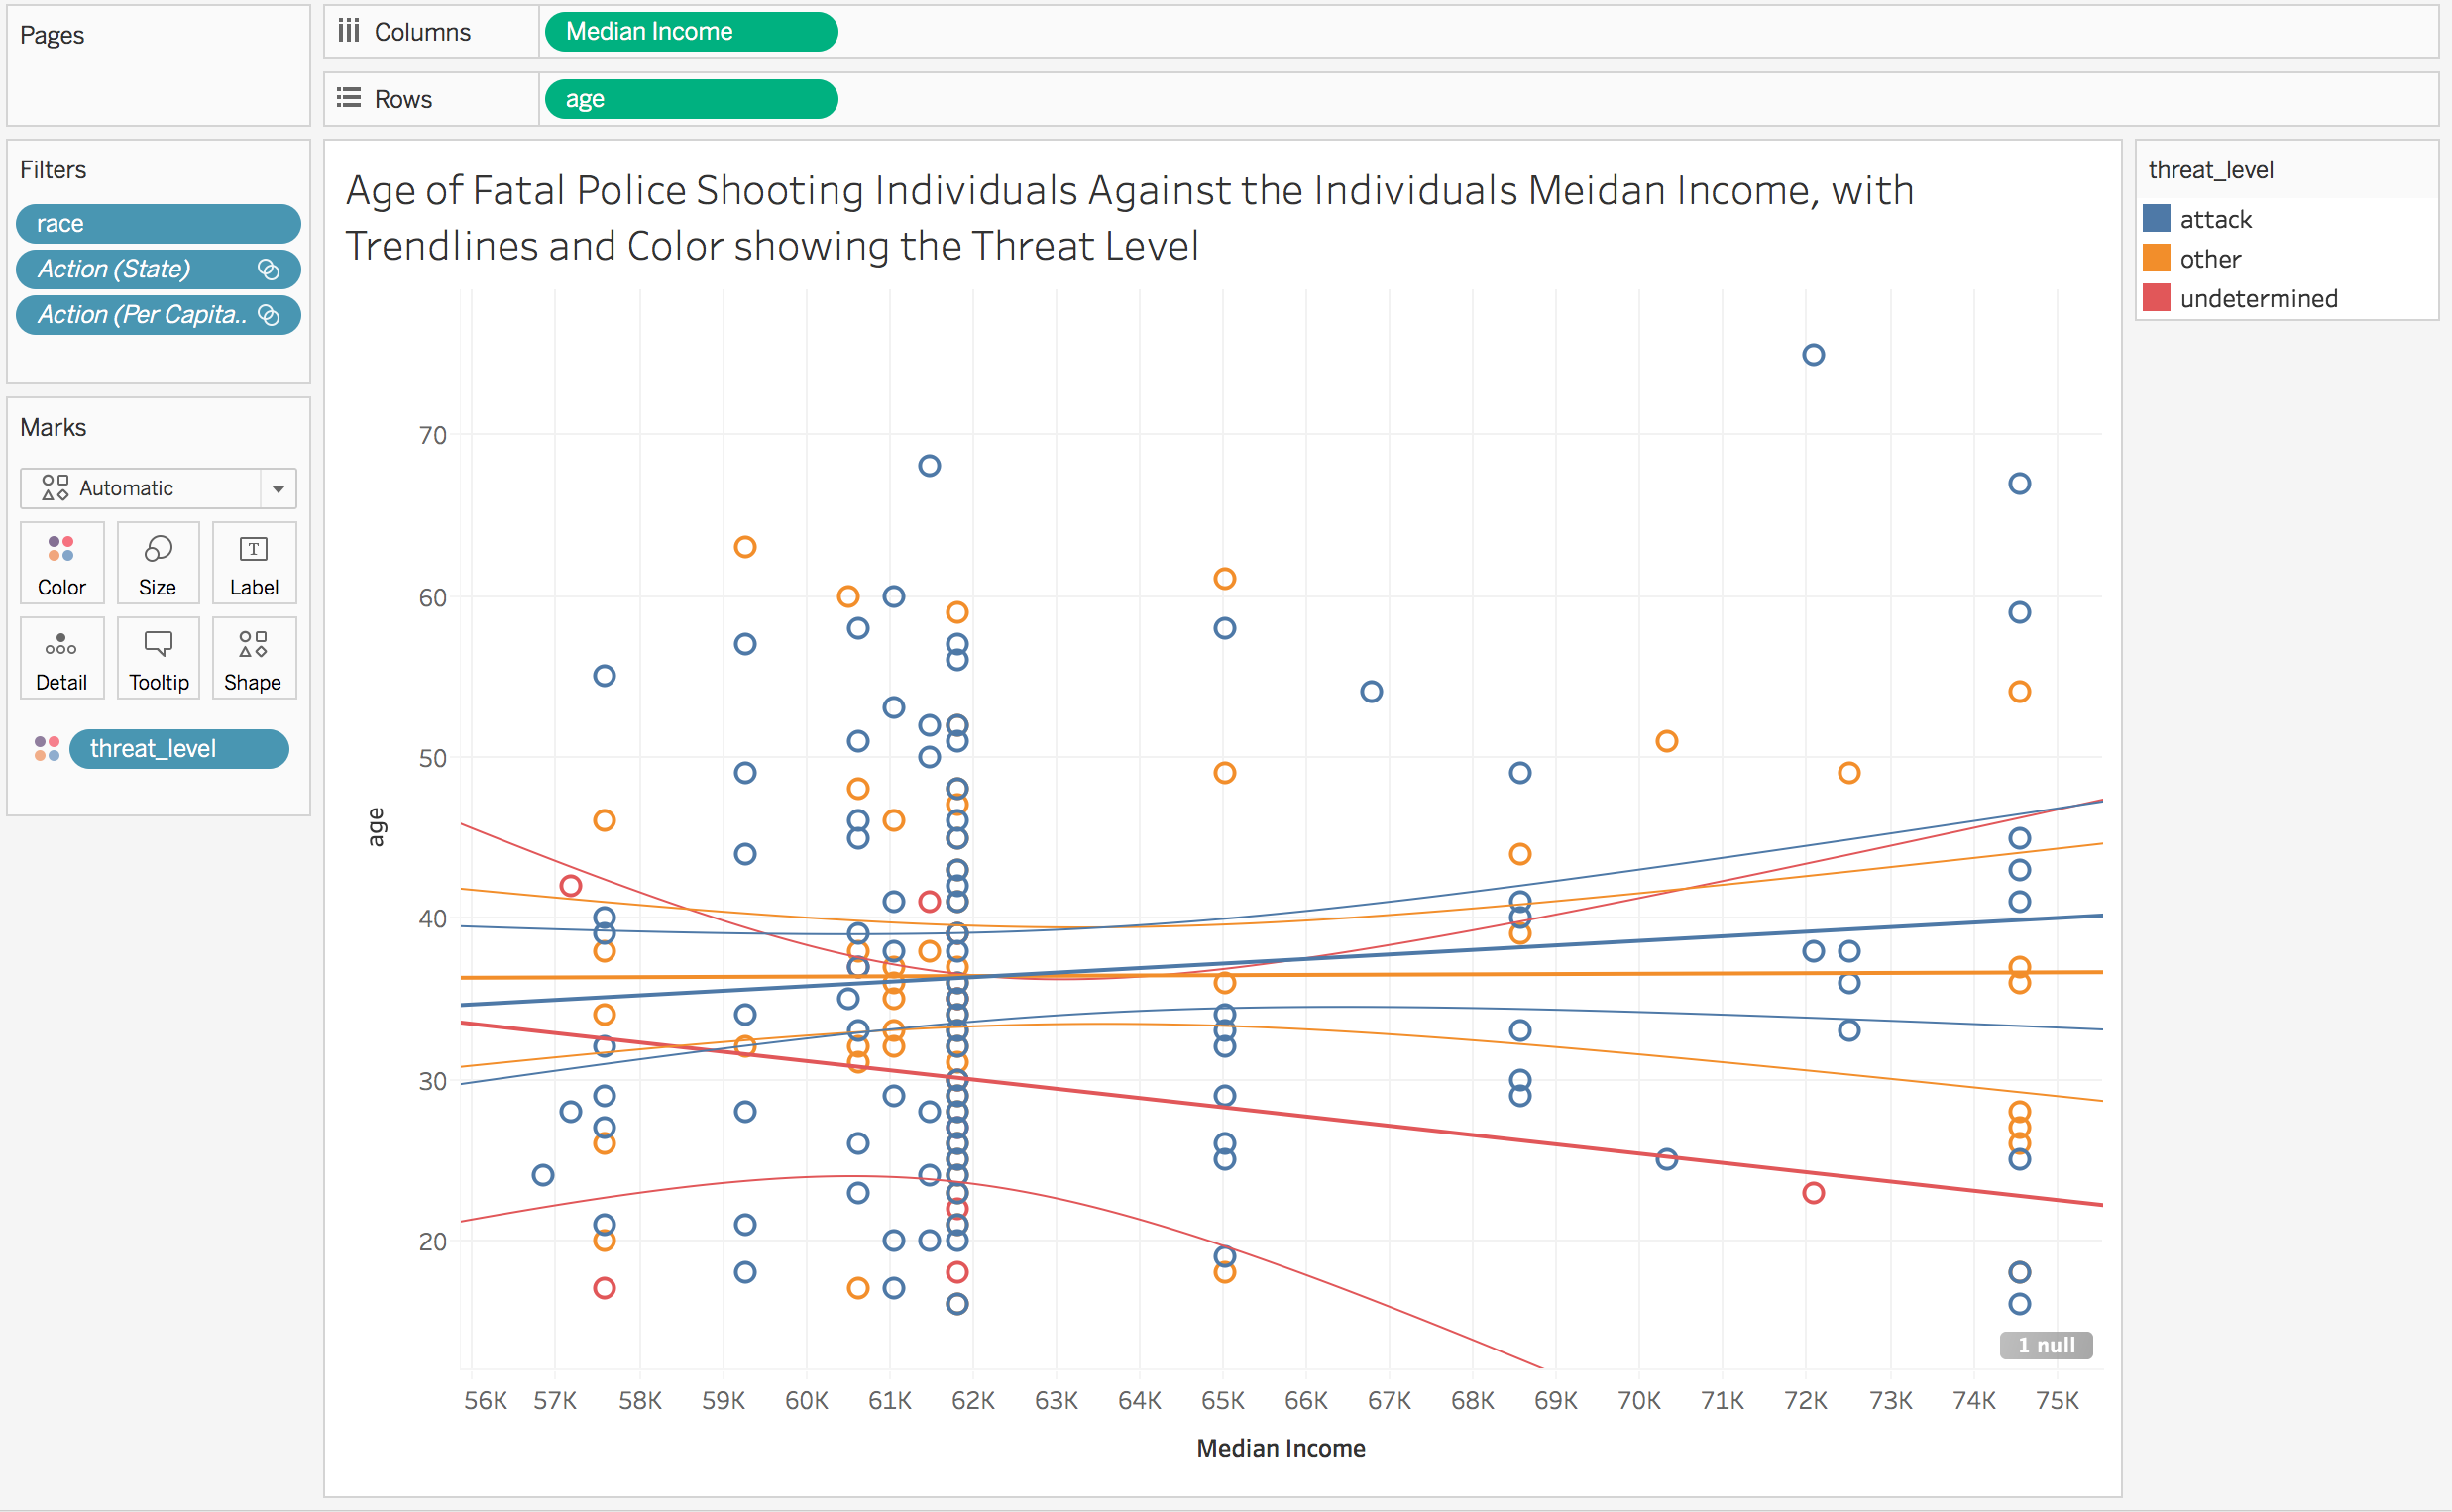 Pages
Columns
Median Income
Rows
age
Filters
race
Action (State)
Action (Per Capita..
Marks
Automatic
Color
Size
T
Label
Detail
Tooltip
Shape
threat_level
Age of Fatal Police Shooting Individuals Against the Individuals Meidan Income, with
Trendlines and Color showing the Threat Level
age
70
60
50
40
30
20
1 null
56K 57K 58K 59K 60K 61K 62K 63K 64K 65K 66K 67K 68K 69K 70K 71K 72K 73K 74K 75K
Median Income
threat_level
attack
other
undetermined